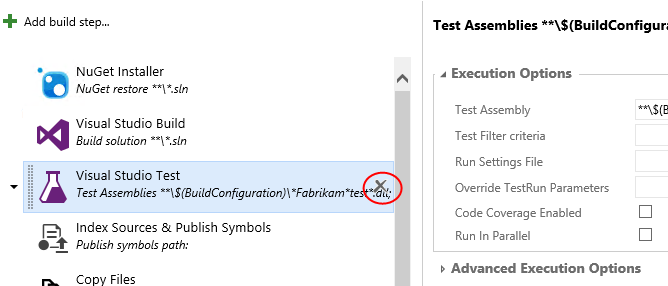 Add build step...
NuGet Installer
NuGet restore **\*.sln
Visual Studio Build
Build solution **\*.sln
Visual Studio Test
Test Assemblies **\$(BuildConfiguration)\*Fabrikam*test*.dll;
Index Sources & Publish Symbols
Publish symbols path:
Copy Files
Test Assemblies **\$(BuildConfigura
Execution Options
Test Assembly **\$(B
Test Filter criteria
Run Settings File
Override TestRun Parameters
Code Coverage Enabled
Run In Parallel
Advanced Execution Options